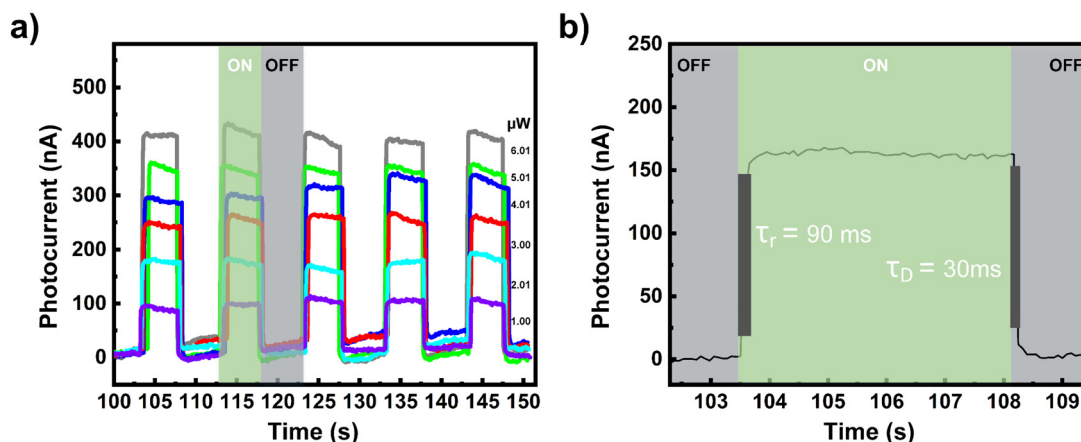 a)
Photocurrent (nA)
500
400
300
200
100
0
ON
OFF
µW
6.01
5.01
4.01
3.00
2.01
1.00
100 105 110 115 120 125 130 135 140 145 150
Time (s)
b)
Photocurrent (nA)
250
200
150
100
50
0
-20
OFF
ON
OFF
τr = 90 ms
τD = 30ms
103 104 105 106 107 108 109
Time (s)